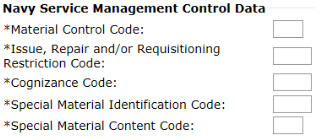 Navy Service Management Control Data
*Material Control Code:
*Issue, Repair and/or Requisitioning
Restriction Code:
*Cognizance Code:
*Special Material Identification Code:
*Special Material Content Code: